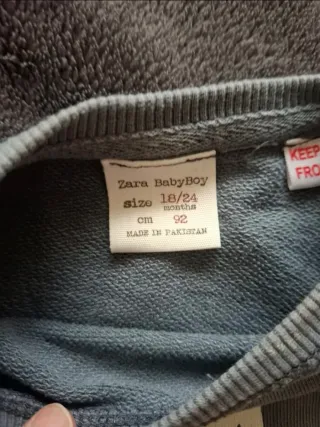 Zara BabyBoy
size 18/24
months
cm 92
MADE IN PAKISTAN
KEEP
FRO